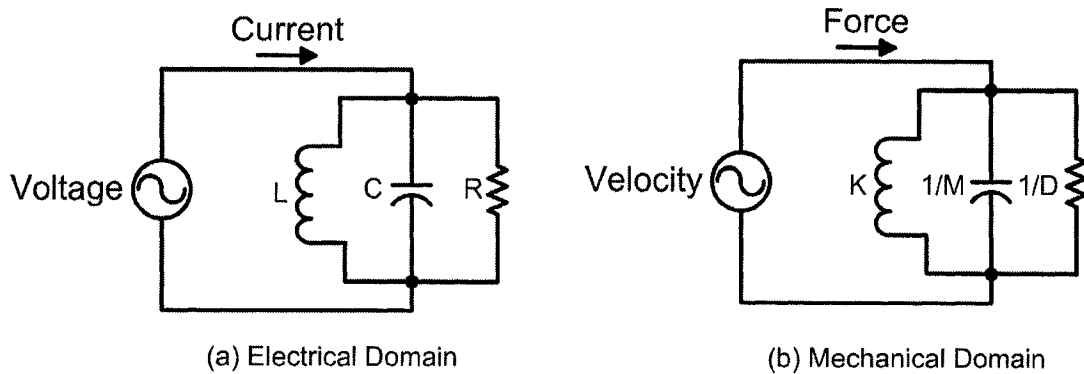 Current
Voltage
L
C
R
(a) Electrical Domain
Force
Velocity
K
1/M
1/D
(b) Mechanical Domain